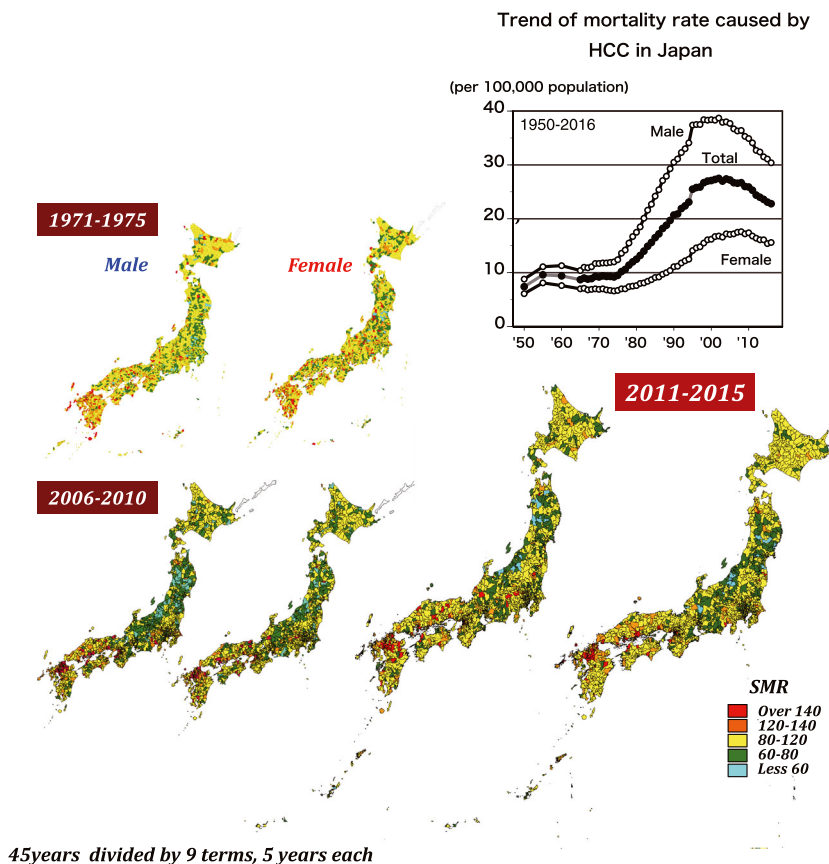 Trend of mortality rate caused by
HCC in Japan
(per 100,000 population)
40
30
20
10
0
1950-2016
Male
Total
Female
'50
'60
'70
'80
'90
'00
'10
1971-1975
Male
Female
2011-2015
2006-2010
SMR
Over 140
120-140
80-120
60-80
Less 60
45years divided by 9 terms, 5 years each